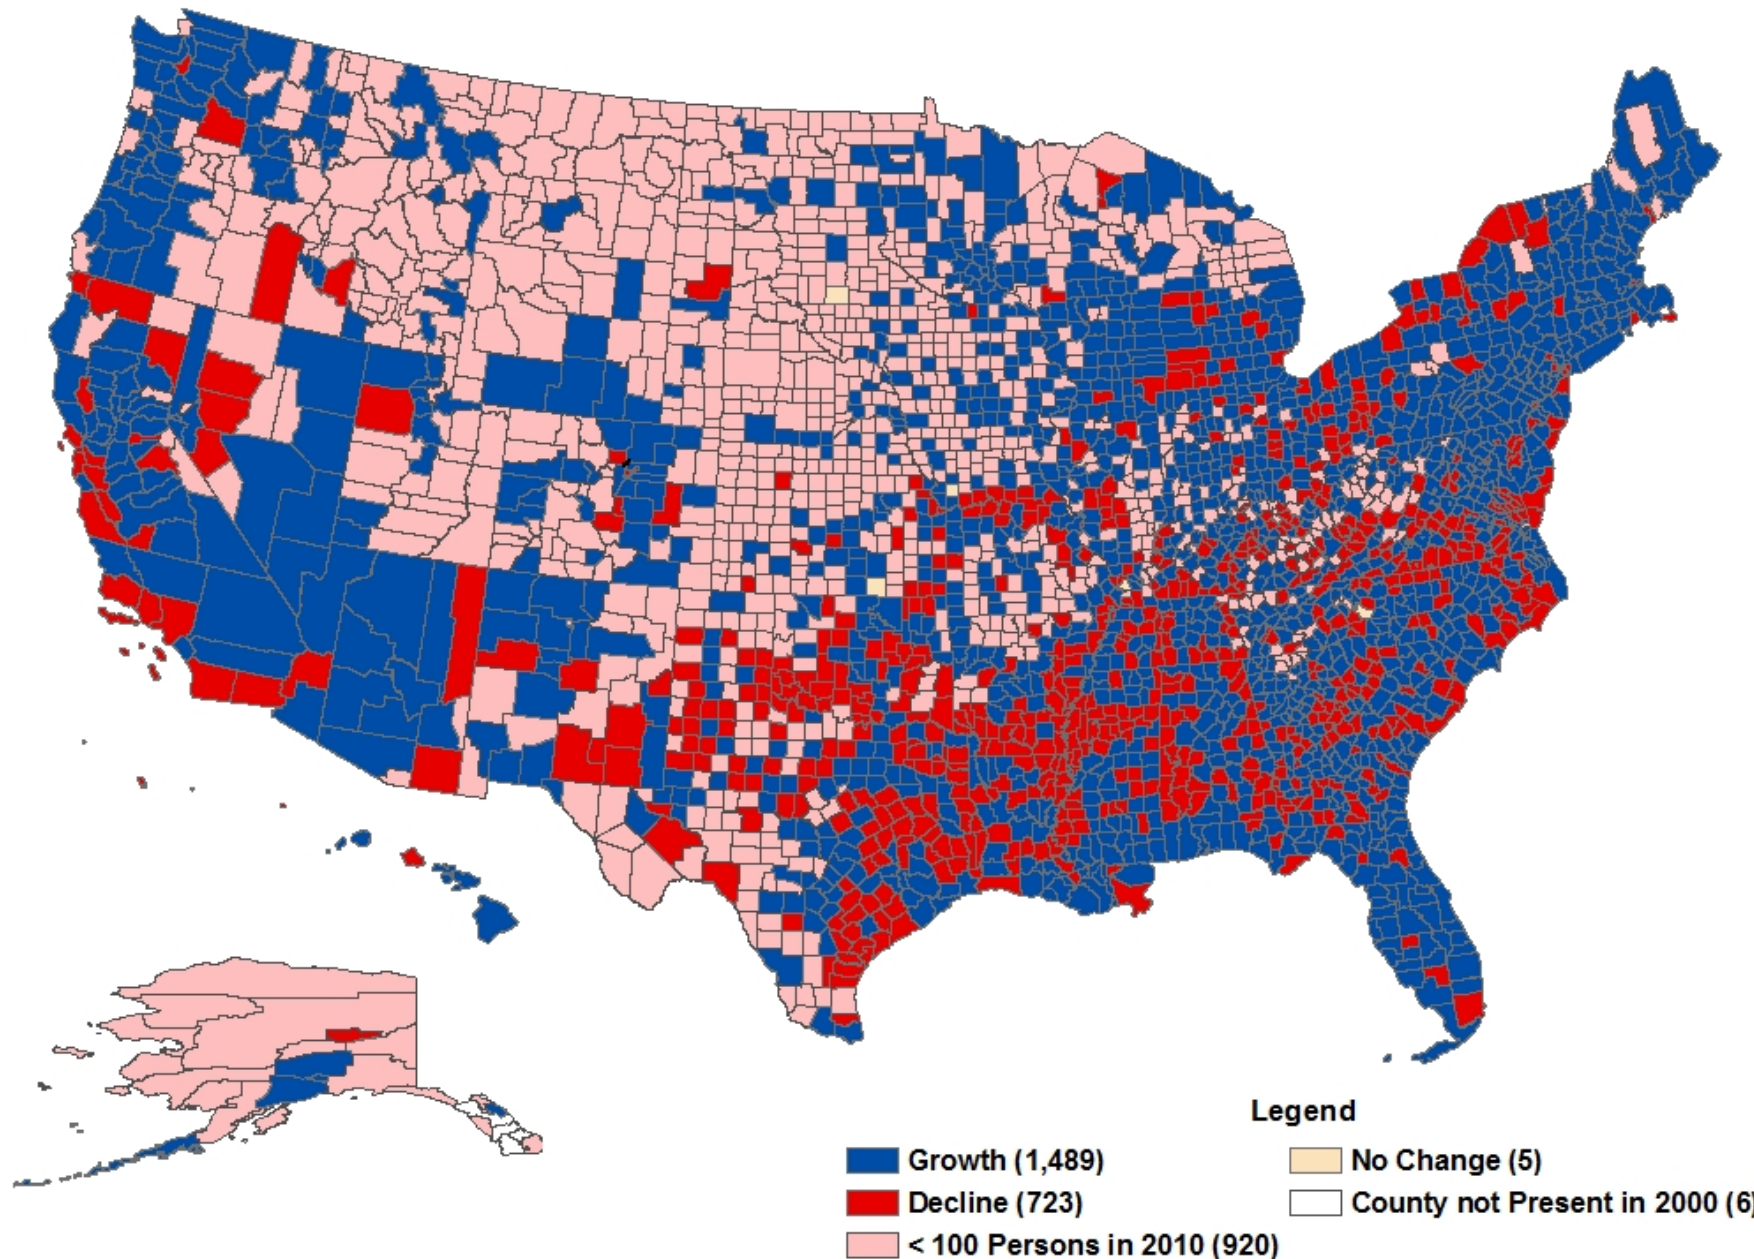 Legend
Growth (1,489)
No Change (5)
Decline (723)
County not Present in 2000 (6)
< 100 Persons in 2010 (920)